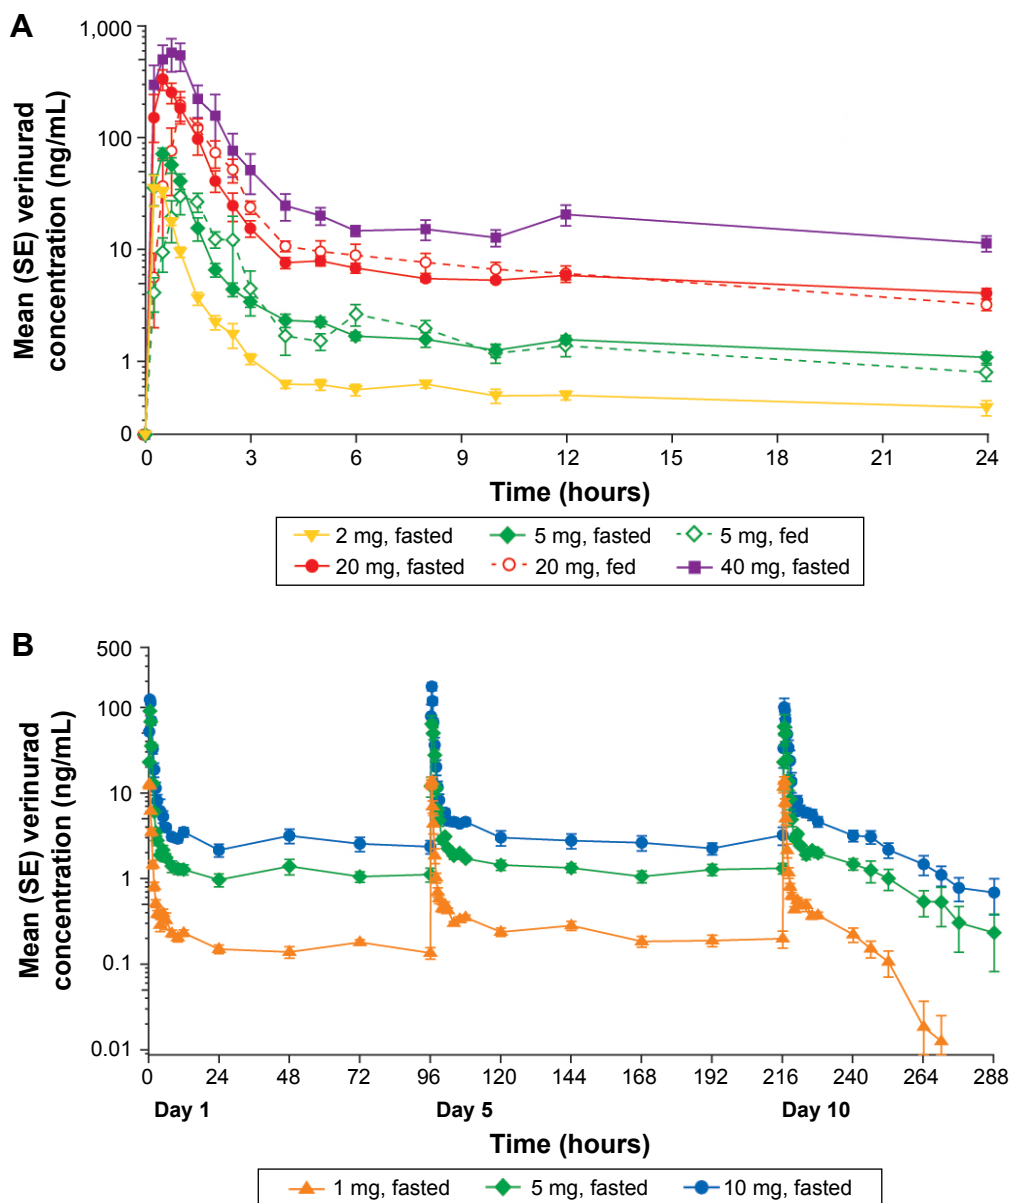 A
Mean (SE) verinurad
concentration (ng/mL)
1,000
100
10
1
0
0 3 6 9 12 15 18 21 24
Time (hours)
2 mg, fasted 5 mg, fasted 5 mg, fed
20 mg, fasted 20 mg, fed 40 mg, fasted
B
Mean (SE) verinurad
concentration (ng/mL)
500
100
10
1
0.1
0.01
0 24 48 72 96 120 144 168 192 216 240 264 288
Day 1 Day 5 Day 10
Time (hours)
1 mg, fasted 5 mg, fasted 10 mg, fasted